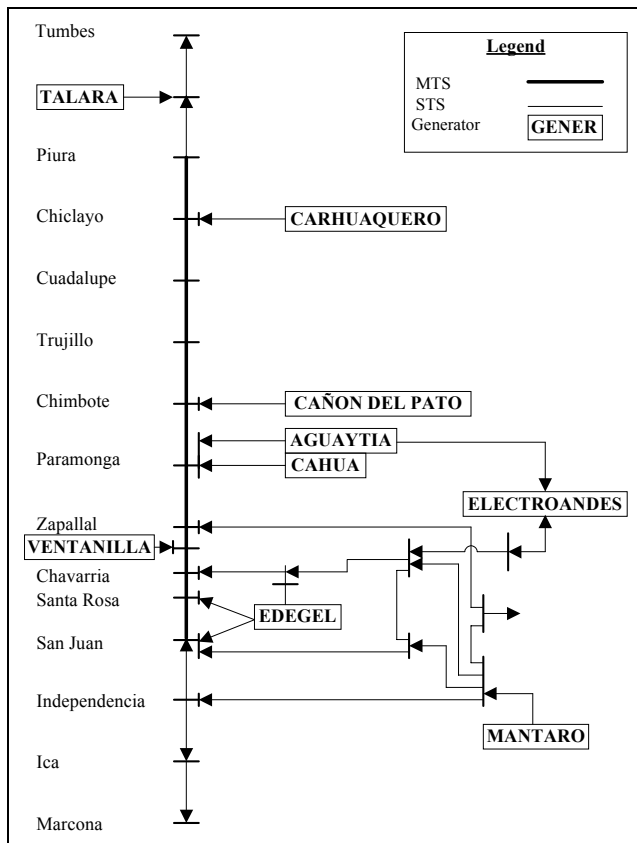 Tumbes
Legend
MTS
STS
Generator
GENER
TALARA
Piura
Chiclayo
CARHUAQUERO
Cuadalupe
Trujillo
Chimbote
CAÑON DEL PATO
AGUAYTIA
Paramonga
CAHUA
ELECTROANDES
Zapallal
VENTANILLA
Chavarria
Santa Rosa
EDEGEL
San Juan
Independencia
MANTARO
Ica
Marcona